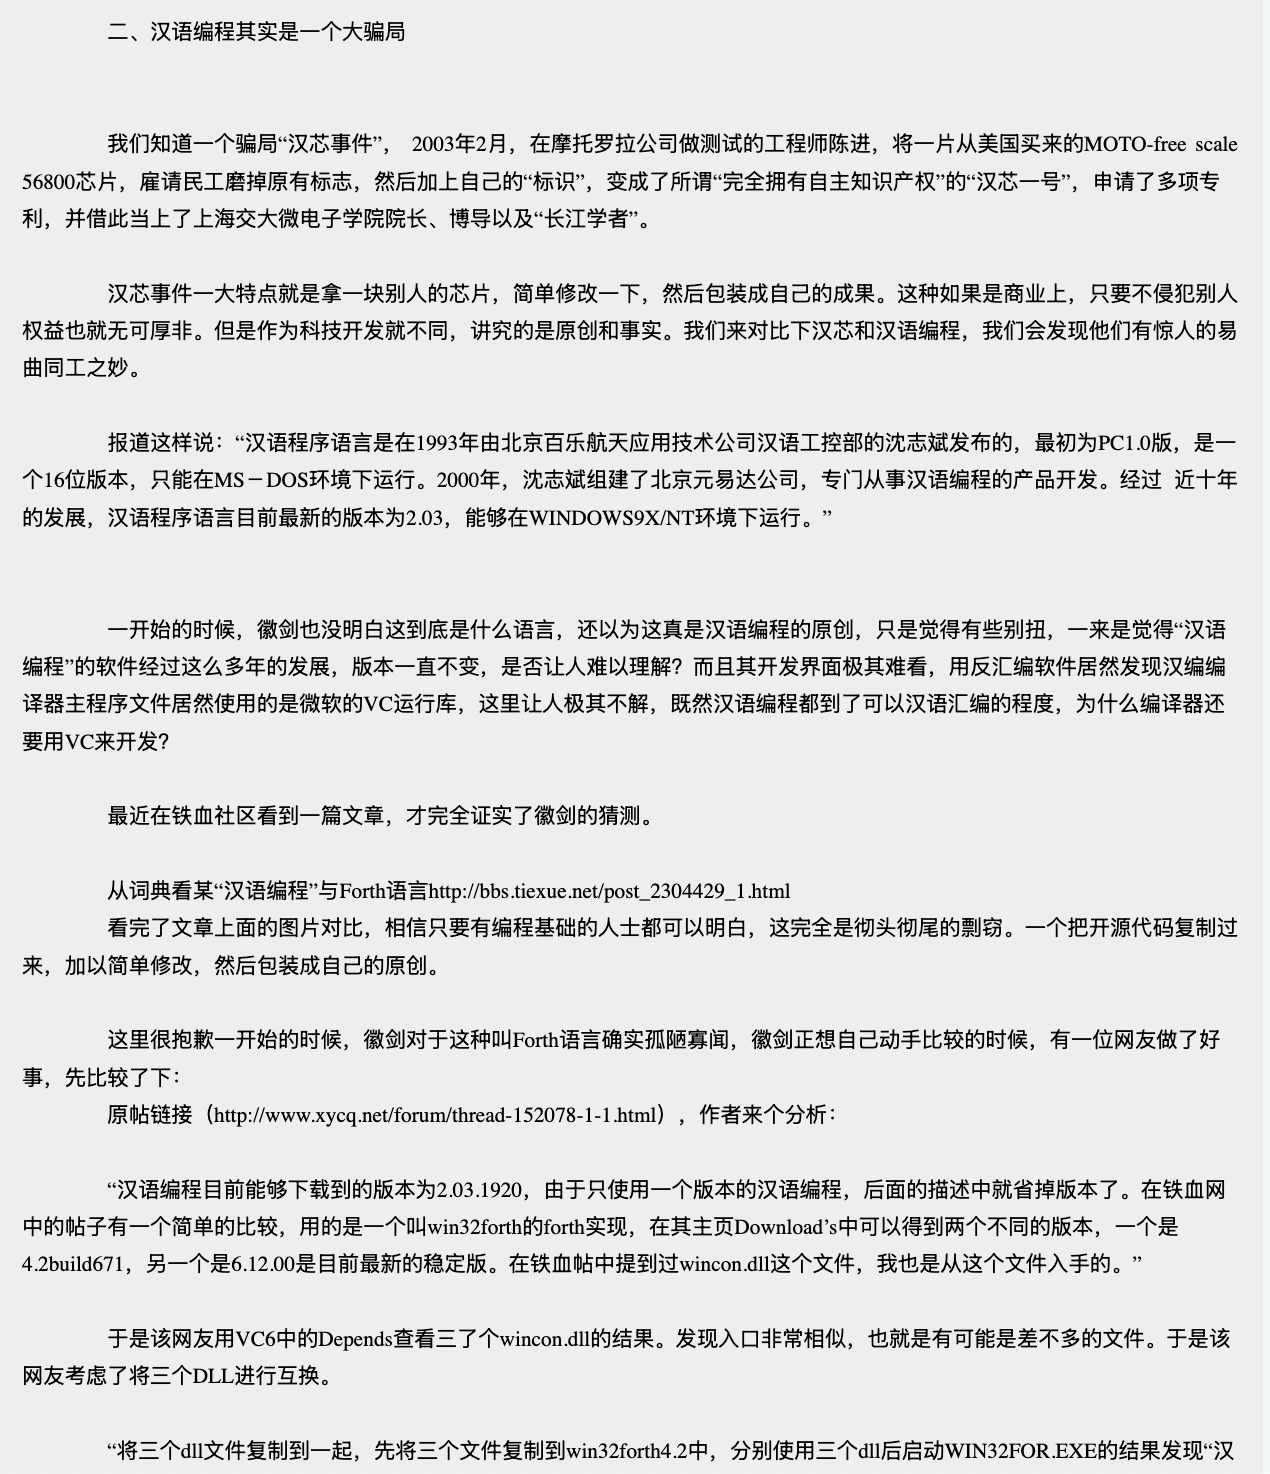 二、汉语编程其实是一个大骗局
我们知道一个骗局“汉芯事件”， 2003年2月，在摩托罗拉公司做测试的工程师陈进，将一片从美国买来的MOTO-free scale
56800芯片，雇请民工磨掉原有标志，然后加上自己的“标识”，变成了所谓“完全拥有自主知识产权”的“汉芯一号”，申请了多项专
利，并借此当上了上海交大微电子学院院长、博导以及“长江学者”。
汉芯事件一大特点就是拿一块别人的芯片，简单修改一下，然后包装成自己的成果。这种如果是商业上，只要不侵犯别人
权益也就无可厚非。但是作为科技开发就不同，讲究的是原创和事实。我们来对比下汉芯和汉语编程，我们会发现他们有惊人的易
曲同工之妙。
报道这样说：“汉语程序语言是在1993年由北京百乐航天应用技术公司汉语工控部的沈志斌发布的，最初为PC1.0版，是一
个16位版本，只能在MS－DOS环境下运行。2000年，沈志斌组建了北京元易达公司，专门从事汉语编程的产品开发。经过 近十年
的发展，汉语程序语言目前最新的版本为2.03，能够在WINDOWS9X/NT环境下运行。”
一开始的时候，徽剑也没明白这到底是什么语言，还以为这真是汉语编程的原创，只是觉得有些别扭，一来是觉得“汉语
编程”的软件经过这么多年的发展，版本一直不变，是否让人难以理解？而且其开发界面极其难看，用反汇编软件居然发现汉编编
译器主程序文件居然使用的是微软的VC运行库，这里让人极其不解，既然汉语编程都到了可以汉语汇编的程度，为什么编译器还
要用VC来开发？
最近在铁血社区看到一篇文章，才完全证实了徽剑的猜测。
从词典看某“汉语编程”与Forth语言http://bbs.tiexue.net/post_2304429_1.html
看完了文章上面的图片对比，相信只要有编程基础的人士都可以明白，这完全是彻头彻尾的剽窃。一个把开源代码复制过
来，加以简单修改，然后包装成自己的原创。
这里很抱歉一开始的时候，徽剑对于这种叫Forth语言确实孤陋寡闻，徽剑正想自己动手比较的时候，有一位网友做了好
事，先比较了下：
原帖链接（http://www.xycq.net/forum/thread-152078-1-1.html），作者来个分析：
“汉语编程目前能够下载到的版本为2.03.1920，由于只使用一个版本的汉语编程，后面的描述中就省掉版本了。在铁血网
中的帖子有一个简单的比较，用的是一个叫win32forth的forth实现，在其主页Download’s中可以得到两个不同的版本，一个是
4.2build671，另一个是6.12.00是目前最新的稳定版。在铁血帖中提到过wincon.dll这个文件，我也是从这个文件入手的。”
于是该网友用VC6中的Depends查看三了个wincon.dll的结果。发现入口非常相似，也就是有可能是差不多的文件。于是该
网友考虑了将三个DLL进行互换。
“将三个dll文件复制到一起，先将三个文件复制到win32forth4.2中，分别使用三个dll后启动WIN32FOR.EXE的结果发现“汉